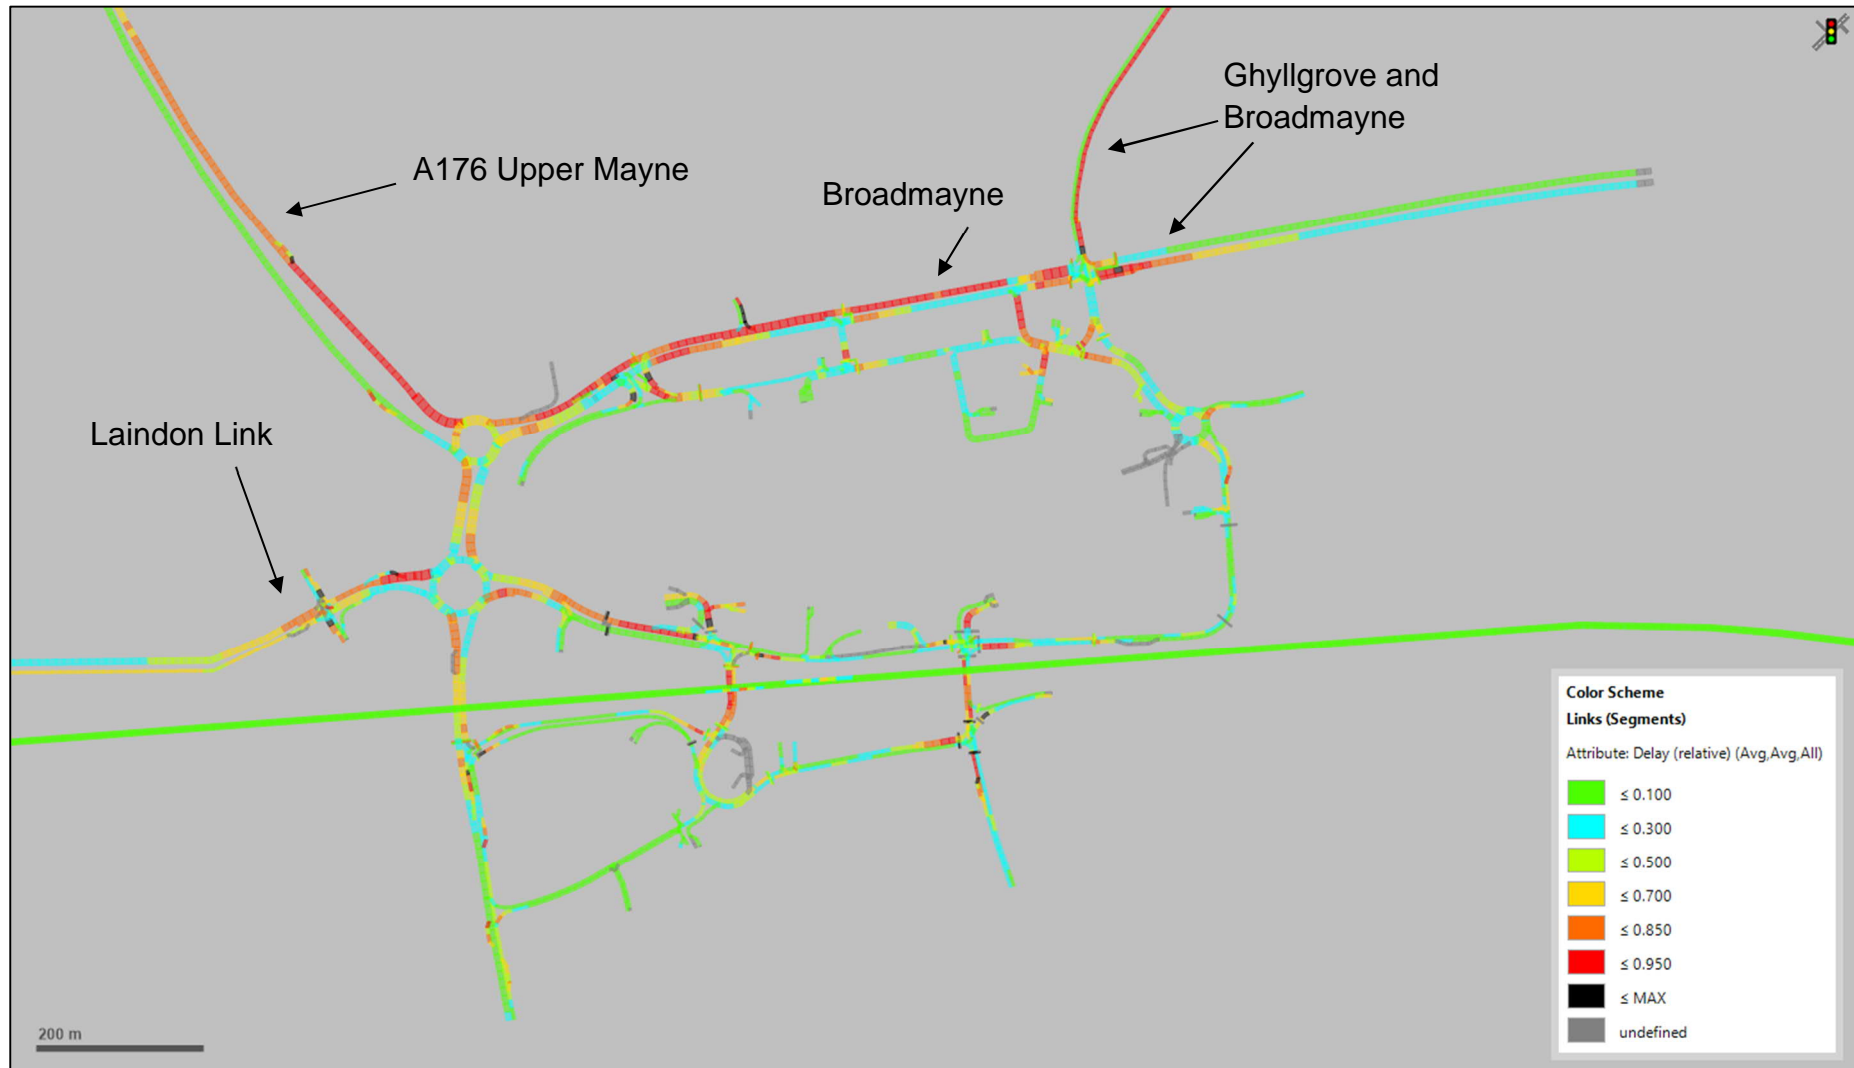 Ghyllgrove and
Broadmayne
A176 Upper Mayne
Broadmayne
Laindon Link
Color Scheme
Links (Segments)
Attribute: Delay (relative) (Avg,Avg,All)
≤ 0.100
≤ 0.300
≤ 0.500
≤ 0.700
≤ 0.850
≤ 0.950
≤ MAX
undefined
200 m